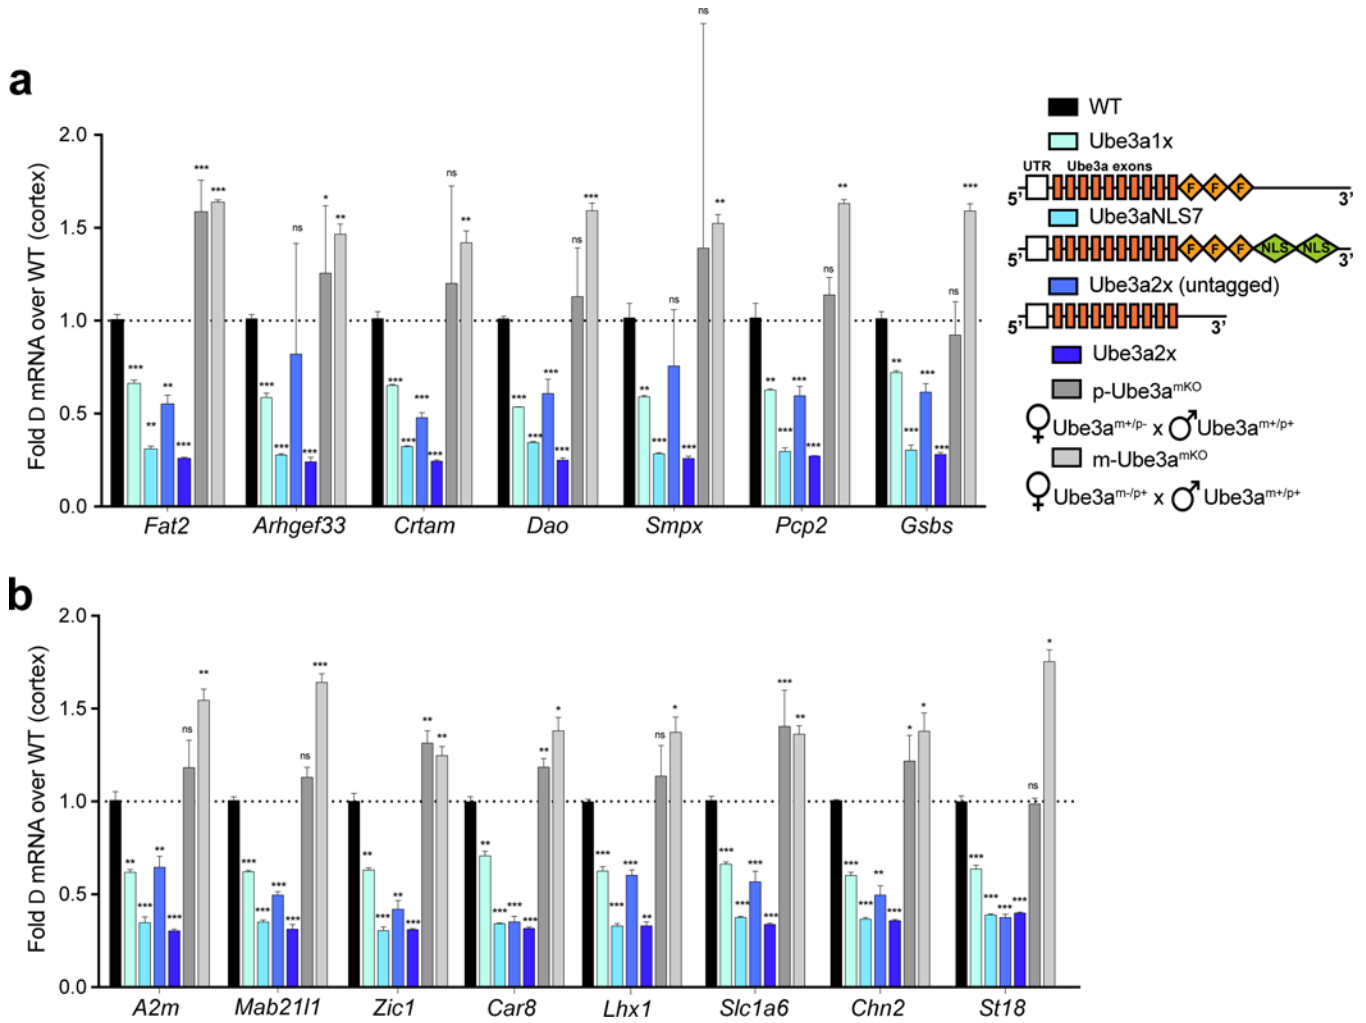 a
Fold D mRNA over WT (cortex)
2.0
1.5
1.0
0.5
0.0
*** ** ** *** *** ***
*** *** ns *** * **
*** *** *** *** ns **
*** *** *** *** ns ***
** *** ns *** ns **
** *** *** *** ns **
** *** *** *** ns ***
Fat2 Arhgef33 Crtam Dao Smpx Pcp2 Gsbs
WT
Ube3a1x
UTR Ube3a exons
5' F F F 3'
Ube3aNLS7
5' F F F NLS NLS 3'
Ube3a2x (untagged)
5' 3'
Ube3a2x
p-Ube3amKO
♀Ube3am+/p- x ♂Ube3am+/p+
m-Ube3amKO
♀Ube3am-/p+ x ♂Ube3am+/p+
b
Fold D mRNA over WT (cortex)
2.0
1.5
1.0
0.5
0.0
** *** ** *** ns **
*** *** *** *** ns ***
** *** ** *** ** **
** *** *** *** ** *
*** *** *** ** ns *
*** *** *** *** *** **
*** *** ** *** * *
*** *** *** *** ns *
A2m Mab21l1 Zic1 Car8 Lhx1 Slc1a6 Chn2 St18